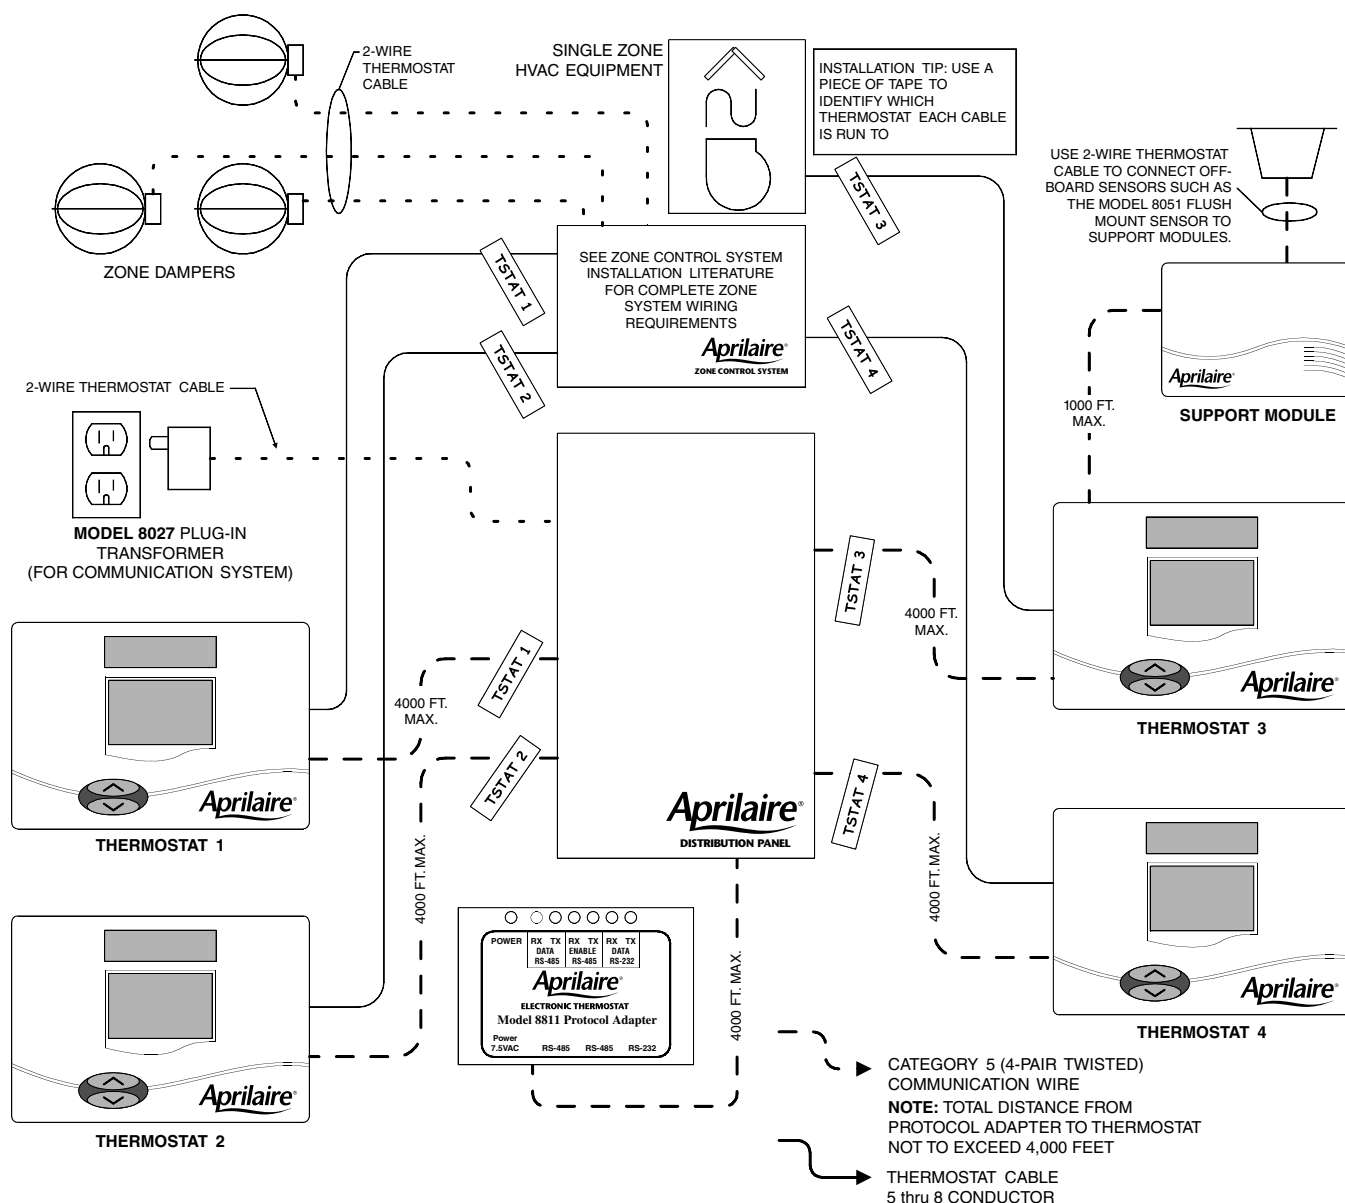 2-WIRE
THERMOSTAT
CABLE
SINGLE ZONE
HVAC EQUIPMENT
INSTALLATION TIP: USE A
PIECE OF TAPE TO
IDENTIFY WHICH
THERMOSTAT EACH CABLE
IS RUN TO
USE 2-WIRE THERMOSTAT
CABLE TO CONNECT OFF-
BOARD SENSORS SUCH AS
THE MODEL 8051 FLUSH
MOUNT SENSOR TO
SUPPORT MODULES.
ZONE DAMPERS
TSTAT 1
TSTAT 2
TSTAT 3
TSTAT 4
SEE ZONE CONTROL SYSTEM
INSTALLATION LITERATURE
FOR COMPLETE ZONE
SYSTEM WIRING
REQUIREMENTS
Aprilaire®
ZONE CONTROL SYSTEM
Aprilaire®
SUPPORT MODULE
1000 FT.
MAX.
2-WIRE THERMOSTAT CABLE
MODEL 8027 PLUG-IN
TRANSFORMER
(FOR COMMUNICATION SYSTEM)
TSTAT 1
TSTAT 2
TSTAT 3
TSTAT 4
4000 FT.
MAX.
4000 FT.
MAX.
Aprilaire®
THERMOSTAT 1
Aprilaire®
THERMOSTAT 3
Aprilaire®
DISTRIBUTION PANEL
4000 FT. MAX.
4000 FT. MAX.
4000 FT. MAX.
Aprilaire®
THERMOSTAT 2
Aprilaire®
THERMOSTAT 4
POWER RX TX RX TX RX TX
DATA ENABLE DATA
RS-485 RS-485 RS-232
Aprilaire®
ELECTRONIC THERMOSTAT
Model 8811 Protocol Adapter
Power
7.5VAC RS-485 RS-485 RS-232
CATEGORY 5 (4-PAIR TWISTED)
COMMUNICATION WIRE
NOTE: TOTAL DISTANCE FROM
PROTOCOL ADAPTER TO THERMOSTAT
NOT TO EXCEED 4,000 FEET
THERMOSTAT CABLE
5 thru 8 CONDUCTOR